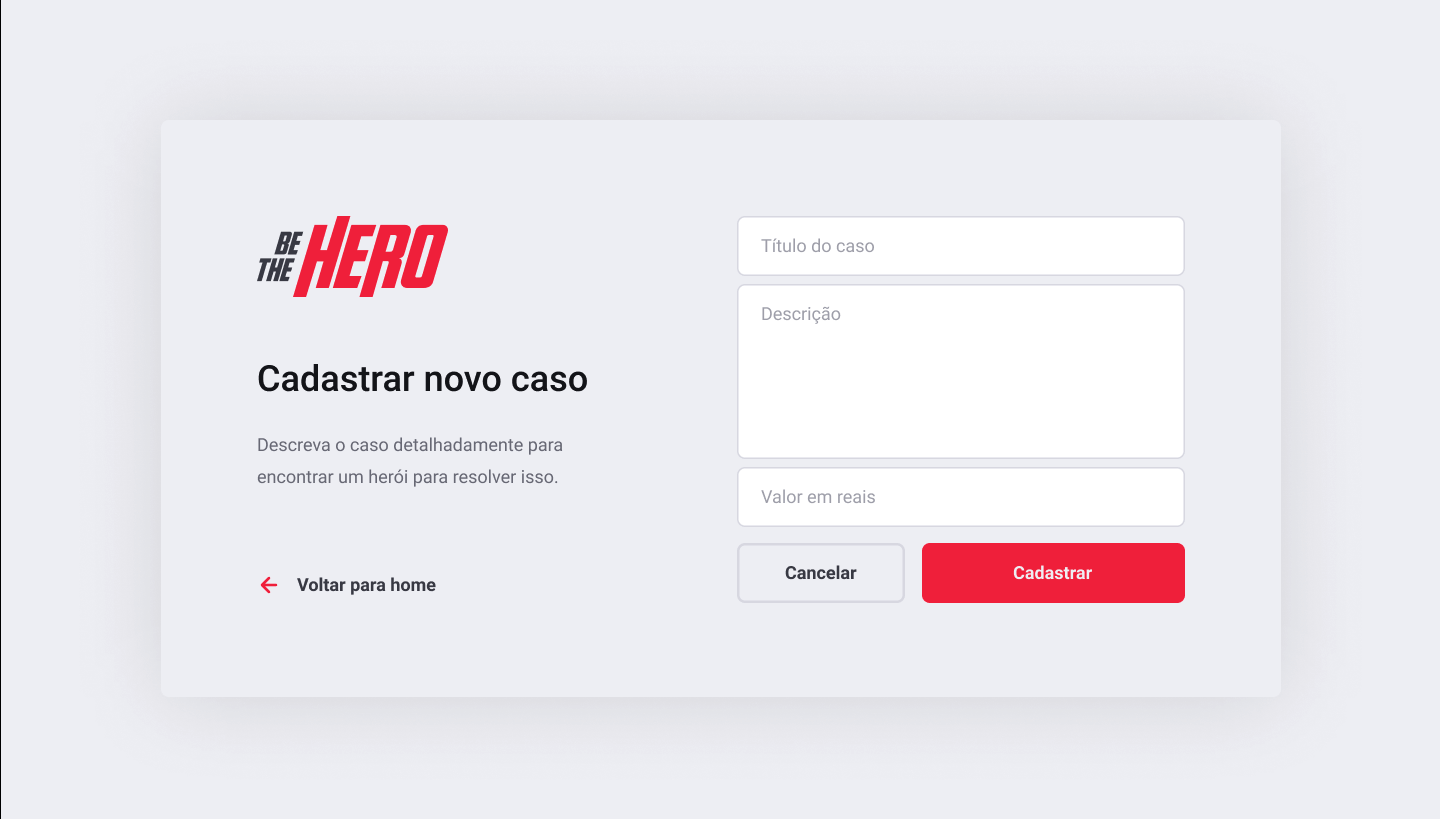 BE
THE HERO
Cadastrar novo caso
Descreva o caso detalhadamente para
encontrar um herói para resolver isso.
Voltar para home
Título do caso
Descrição
Valor em reais
Cancelar
Cadastrar